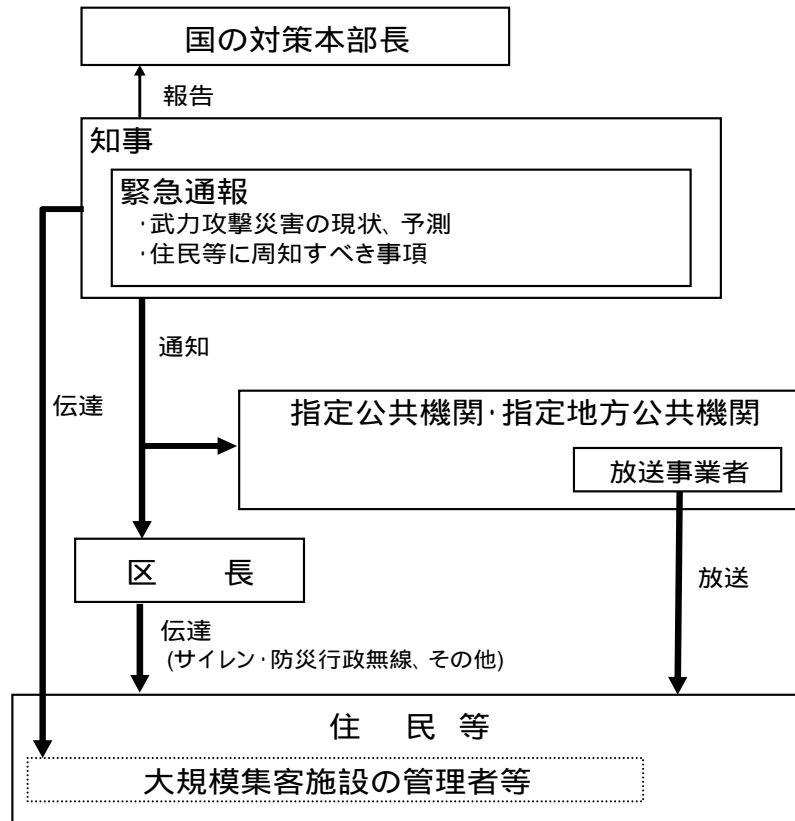 国の対策本部長
報告
知事
緊急通報
･武力攻撃災害の現状、予測
･住民等に周知すべき事項
通知
伝達
指定公共機関･指定地方公共機関
放送事業者
区　　長
放送
伝達
(サイレン･防災行政無線、その他)
住　民　等
大規模集客施設の管理者等